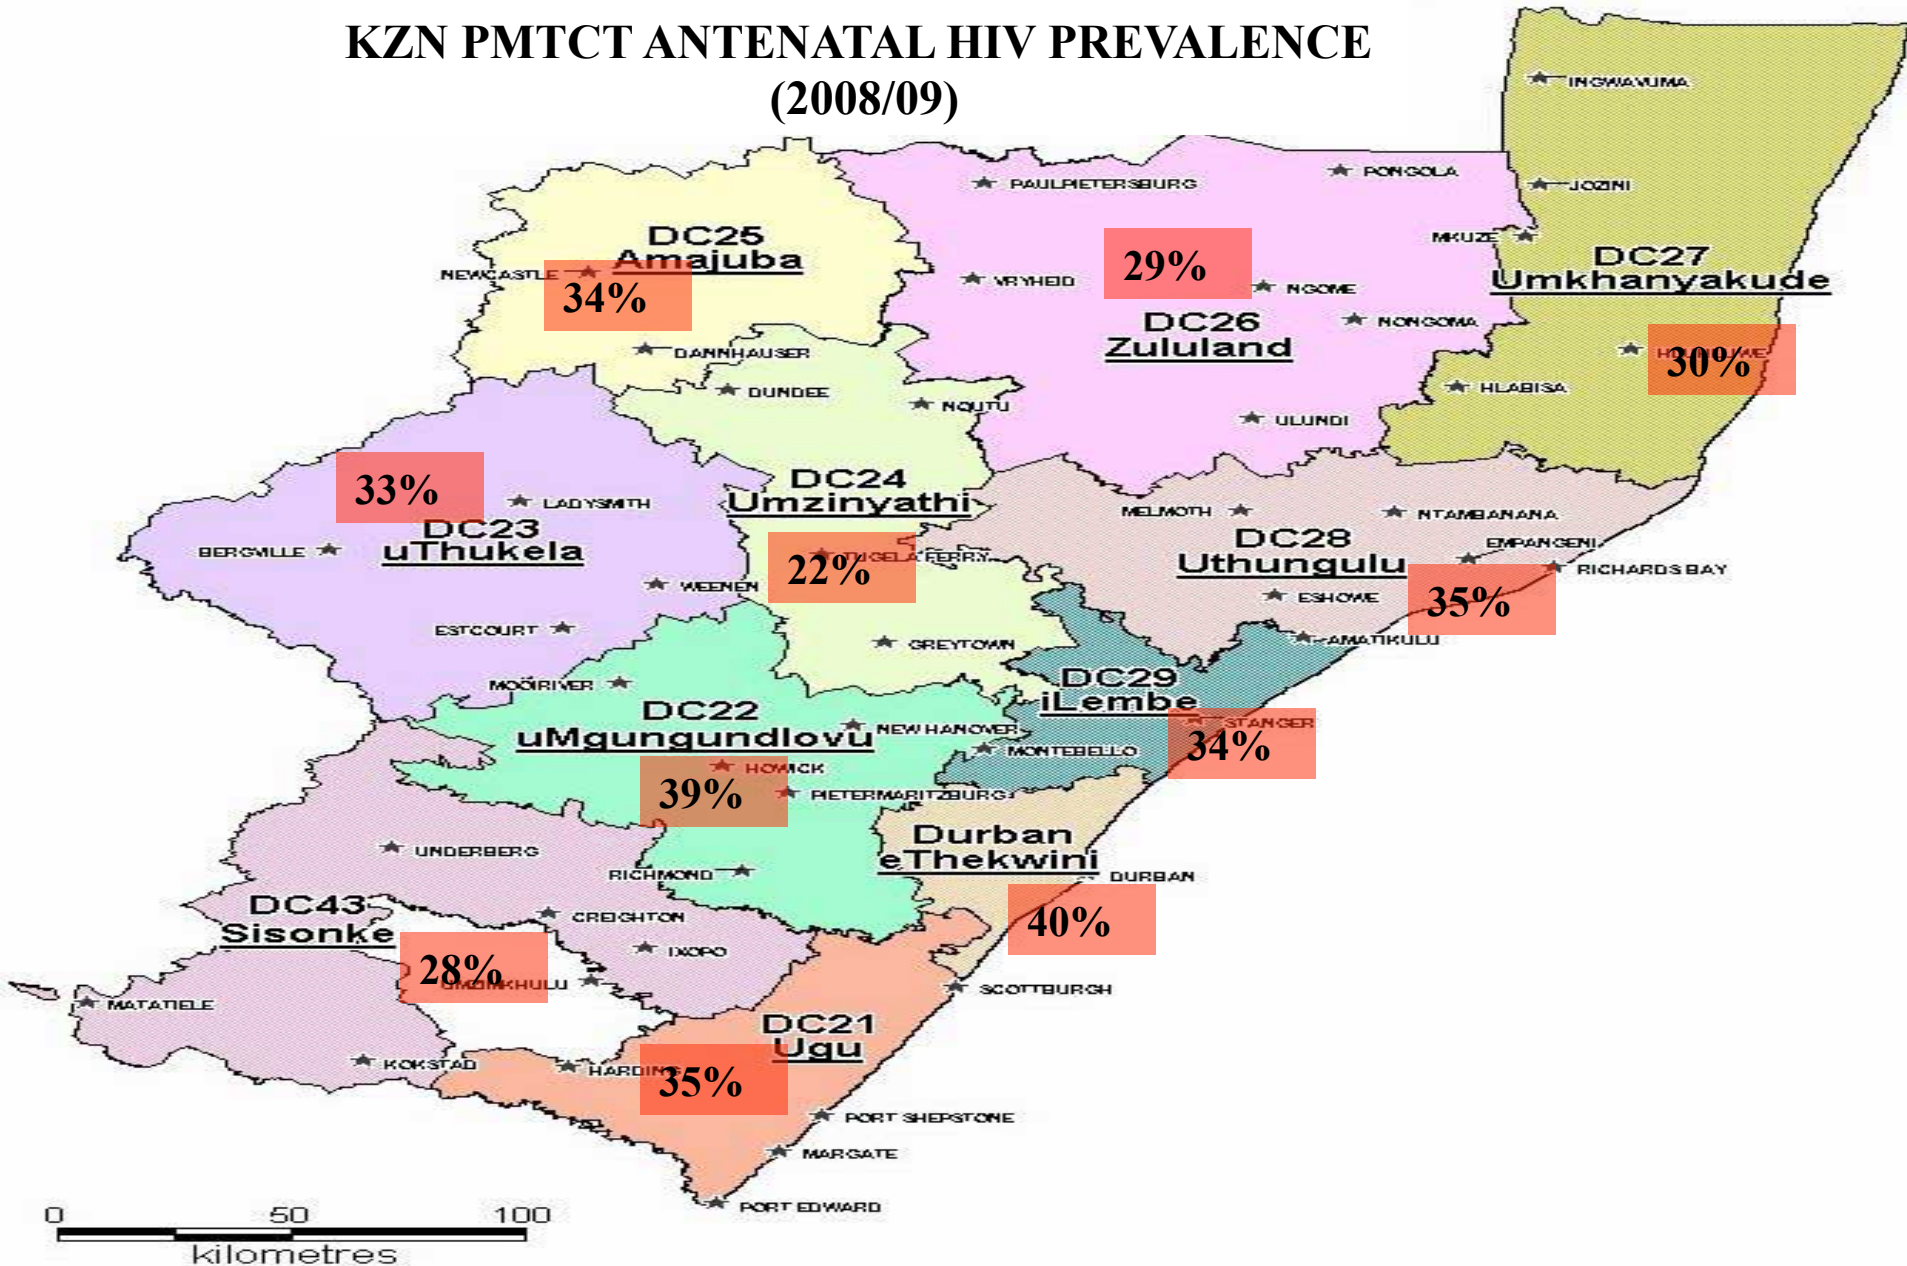 KZN PMTCT ANTENATAL HIV PREVALENCE
(2008/09)
INGWAVUMA
PAULPIETERSBURG
PONGOLA
JOZINI
DC25
Amajuba
NEWCASTLE
34%
DANNHAUSER
29%
VRYHEID
NGOME
DC26
Zululand
NONGOMA
ULUNDI
MKUZE
DC27
Umkhanyakude
30%
HLABISA
DUNDEE
NQUTU
DC24
Umzinyathi
TUGELA FERRY
22%
GREYTOWN
33%
LADYSMITH
DC23
uThukela
BERGVILLE
WEENEN
ESTCOURT
MELMOTH
NTAMBANANA
DC28
Uthungulu
EMPANGENI
RICHARDS BAY
ESHOWE
35%
AMATIKULU
MOOIRIVER
DC22
uMgungundlovu
NEW HANOVER
HOWICK
39%
PIETERMARITZBURG
RICHMOND
DC29
iLembe
STANGER
MONTEBELLO
34%
Durban
eThekwini
DURBAN
40%
UNDERBERG
DC43
Sisonke
CREIGHTON
IXOPO
28%
MATATIELE
KOKSTAD
SCOTTBURGH
DC21
Ugu
HARDING
35%
PORT SHEPSTONE
MARGATE
PORT EDWARD
0 50 100
kilometres